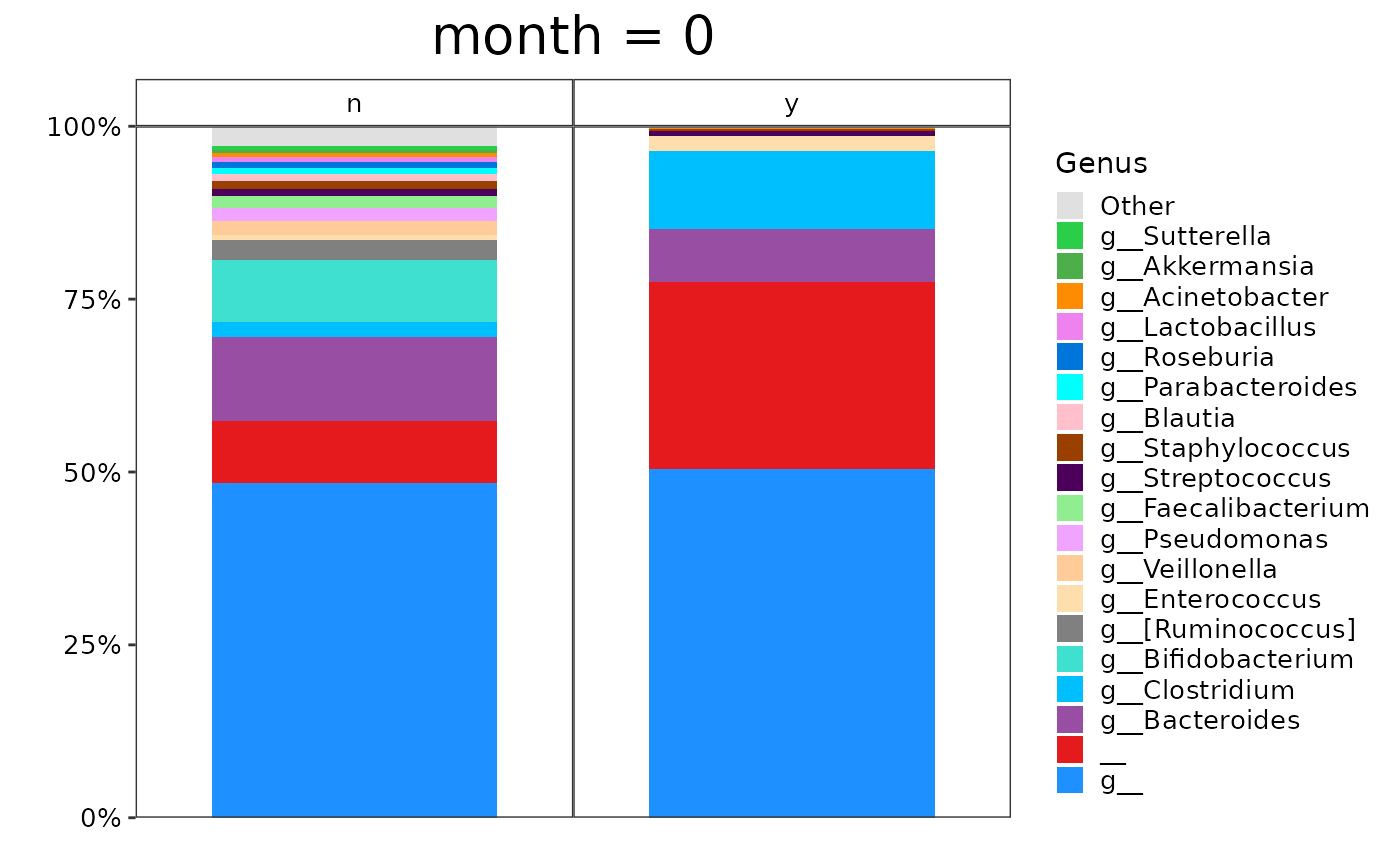 month = 0
n
y
100%
75%
50%
25%
0%
Genus
Other
g__Sutterella
g__Akkermansia
g__Acinetobacter
g__Lactobacillus
g__Roseburia
g__Parabacteroides
g__Blautia
g__Staphylococcus
g__Streptococcus
g__Faecalibacterium
g__Pseudomonas
g__Veillonella
g__Enterococcus
g__[Ruminococcus]
g__Bifidobacterium
g__Clostridium
g__Bacteroides
__
g__